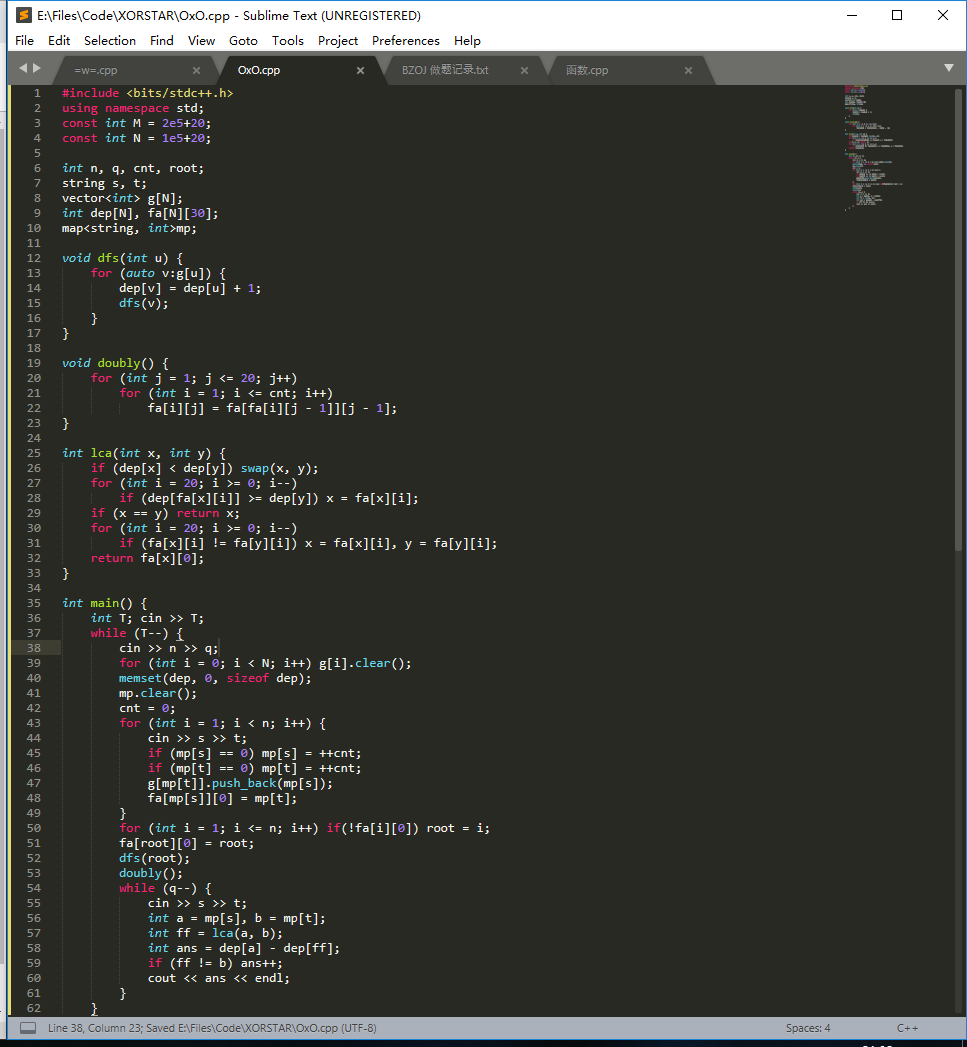 E:\Files\Code\XORSTAR\OxO.cpp - Sublime Text (UNREGISTERED)
File Edit Selection Find View Goto Tools Project Preferences Help
=w=.cpp OxO.cpp BZOJ 做题记录.txt 函数.cpp
1 #include <bits/stdc++.h>
2 using namespace std;
3 const int M = 2e5+20;
4 const int N = 1e5+20;
5
6 int n, q, cnt, root;
7 string s, t;
8 vector<int> g[N];
9 int dep[N], fa[N][30];
10 map<string, int>mp;
11
12 void dfs(int u) {
13     for (auto v:g[u]) {
14         dep[v] = dep[u] + 1;
15         dfs(v);
16     }
17 }
18
19 void doubly() {
20     for (int j = 1; j <= 20; j++)
21         for (int i = 1; i <= cnt; i++)
22             fa[i][j] = fa[fa[i][j - 1]][j - 1];
23 }
24
25 int lca(int x, int y) {
26     if (dep[x] < dep[y]) swap(x, y);
27     for (int i = 20; i >= 0; i--)
28         if (dep[fa[x][i]] >= dep[y]) x = fa[x][i];
29     if (x == y) return x;
30     for (int i = 20; i >= 0; i--)
31         if (fa[x][i] != fa[y][i]) x = fa[x][i], y = fa[y][i];
32     return fa[x][0];
33 }
34
35 int main() {
36     int T; cin >> T;
37     while (T--) {
38         cin >> n >> q;
39         for (int i = 0; i < N; i++) g[i].clear();
40         memset(dep, 0, sizeof dep);
41         mp.clear();
42         cnt = 0;
43         for (int i = 1; i < n; i++) {
44             cin >> s >> t;
45             if (mp[s] == 0) mp[s] = ++cnt;
46             if (mp[t] == 0) mp[t] = ++cnt;
47             g[mp[t]].push_back(mp[s]);
48             fa[mp[s]][0] = mp[t];
49         }
50         for (int i = 1; i <= n; i++) if(!fa[i][0]) root = i;
51         fa[root][0] = root;
52         dfs(root);
53         doubly();
54         while (q--) {
55             cin >> s >> t;
56             int a = mp[s], b = mp[t];
57             int ff = lca(a, b);
58             int ans = dep[a] - dep[ff];
59             if (ff != b) ans++;
60             cout << ans << endl;
61         }
62     }
Line 38, Column 23; Saved E:\Files\Code\XORSTAR\OxO.cpp (UTF-8) Spaces: 4 C++